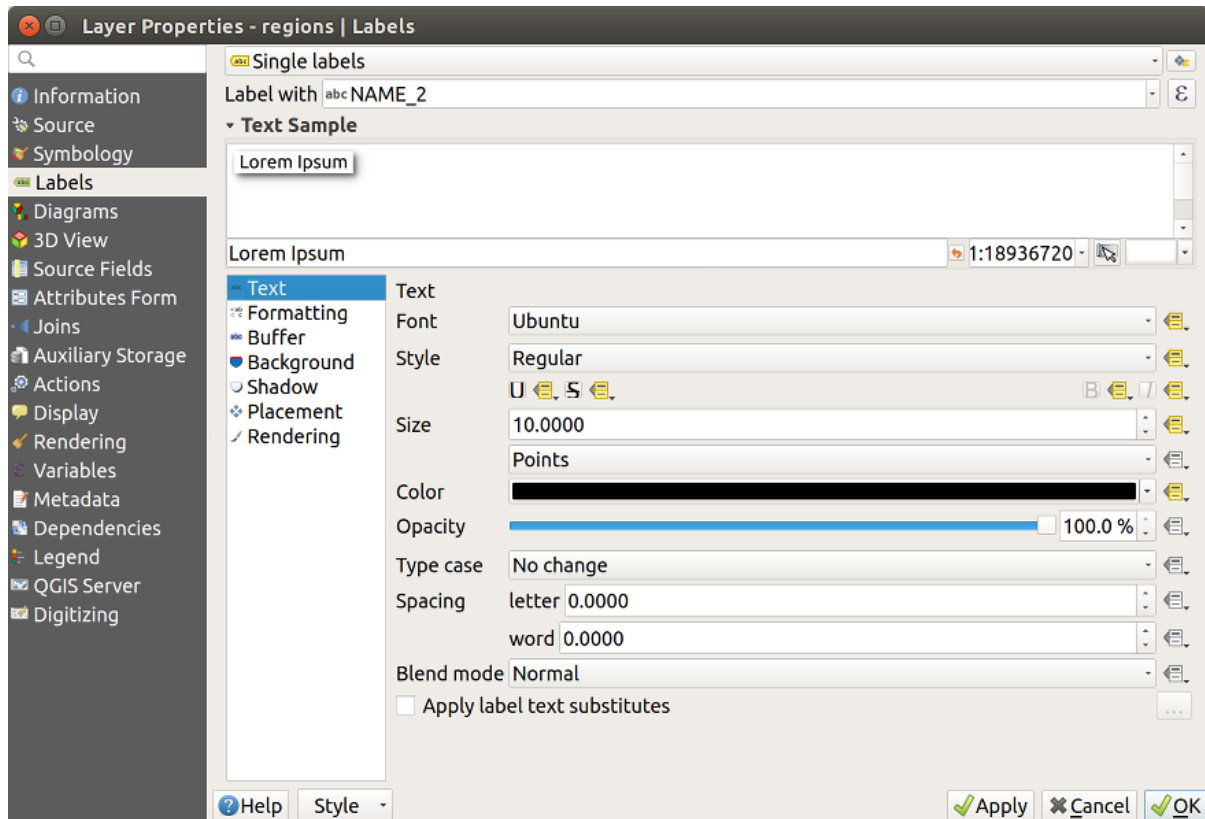 Layer Properties - regions | Labels
Information
Source
Symbology
Labels
Diagrams
3D View
Source Fields
Attributes Form
Joins
Auxiliary Storage
Actions
Display
Rendering
Variables
Metadata
Dependencies
Legend
QGIS Server
Digitizing
Single labels
Label with abc NAME_2 ε
Text Sample
Lorem Ipsum
Lorem Ipsum 1:18936720
Text
Formatting
Buffer
Background
Shadow
Placement
Rendering
Text
Font Ubuntu
Style Regular
U S B I
Size 10.0000
Points
Color
Opacity 100.0 %
Type case No change
Spacing letter 0.0000
word 0.0000
Blend mode Normal
Apply label text substitutes ...
Help Style Apply Cancel OK